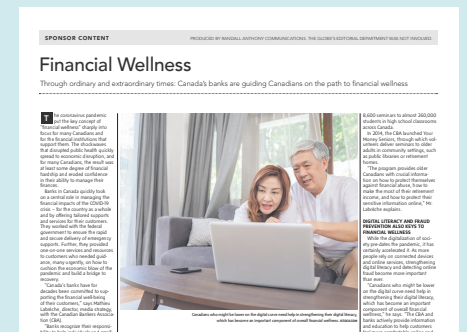 SPONSOR CONTENT
PRODUCED BY RANDALL ANTHONY COMMUNICATIONS. THE GLOBE'S EDITORIAL DEPARTMENT WAS NOT INVOLVED.
Financial Wellness
Through ordinary and extraordinary times: Canada's banks are guiding Canadians on the path to financial wellness
The coronavirus pandemic
put the key concept of
"financial wellness" sharply into
focus for many Canadians and
for the financial institutions that
support them. The shockwaves
that disrupted public health quickly
spread to economic disruption, and
for many Canadians, the result was
at least some degree of financial
hardship and eroded confidence
in their ability to manage their
finances.
Banks in Canada quickly took
on a central role in managing the
financial impacts of the COVID-19
crisis – for the country as a whole and
by offering tailored supports
and services for their customers.
They worked with the federal
government to ensure the rapid
and secure delivery of emergency
supports. Further, they provided
one-on-one services and resources
to customers who needed guid-
ance, many urgently, on how to
cushion the economic blow of the
pandemic and build a bridge to
recovery.
"Canada's banks have for
decades been committed to sup-
porting the financial well-being
of their customers," says Mathieu
Labrèche, director, media strategy,
with the Canadian Bankers Associa-
tion (CBA).
"Banks recognize their responsi-
Canadians who might be lower on the digital curve need help in strengthening their digital literacy,
which has become an important component of overall financial wellness.
8,600 seminars to almost 260,000
students in high school classrooms
across Canada.
In 2014, the CBA launched Your
Money Seniors, through which vol-
unteers deliver seminars to older
adults in community settings, such
as public libraries or retirement
homes.
"The program provides older
Canadians with crucial informa-
tion on how to protect themselves
against financial abuse, how to
make the most of their retirement
income, and how to protect their
sensitive information online," Mr.
Labrèche explains.
DIGITAL LITERACY AND FRAUD
PREVENTION ALSO KEYS TO
FINANCIAL WELLNESS
While the digitalization of soci-
ety pre-dates the pandemic, it has
certainly accelerated it. As more
people rely on connected devices
and online services, strengthening
digital literacy and detecting online
fraud become more important
than ever.
"Canadians who might be lower
on the digital curve need help in
strengthening their digital literacy,
which has become an important
component of overall financial
wellness," he says. "The CBA and
banks actively provide information
and education to help customers